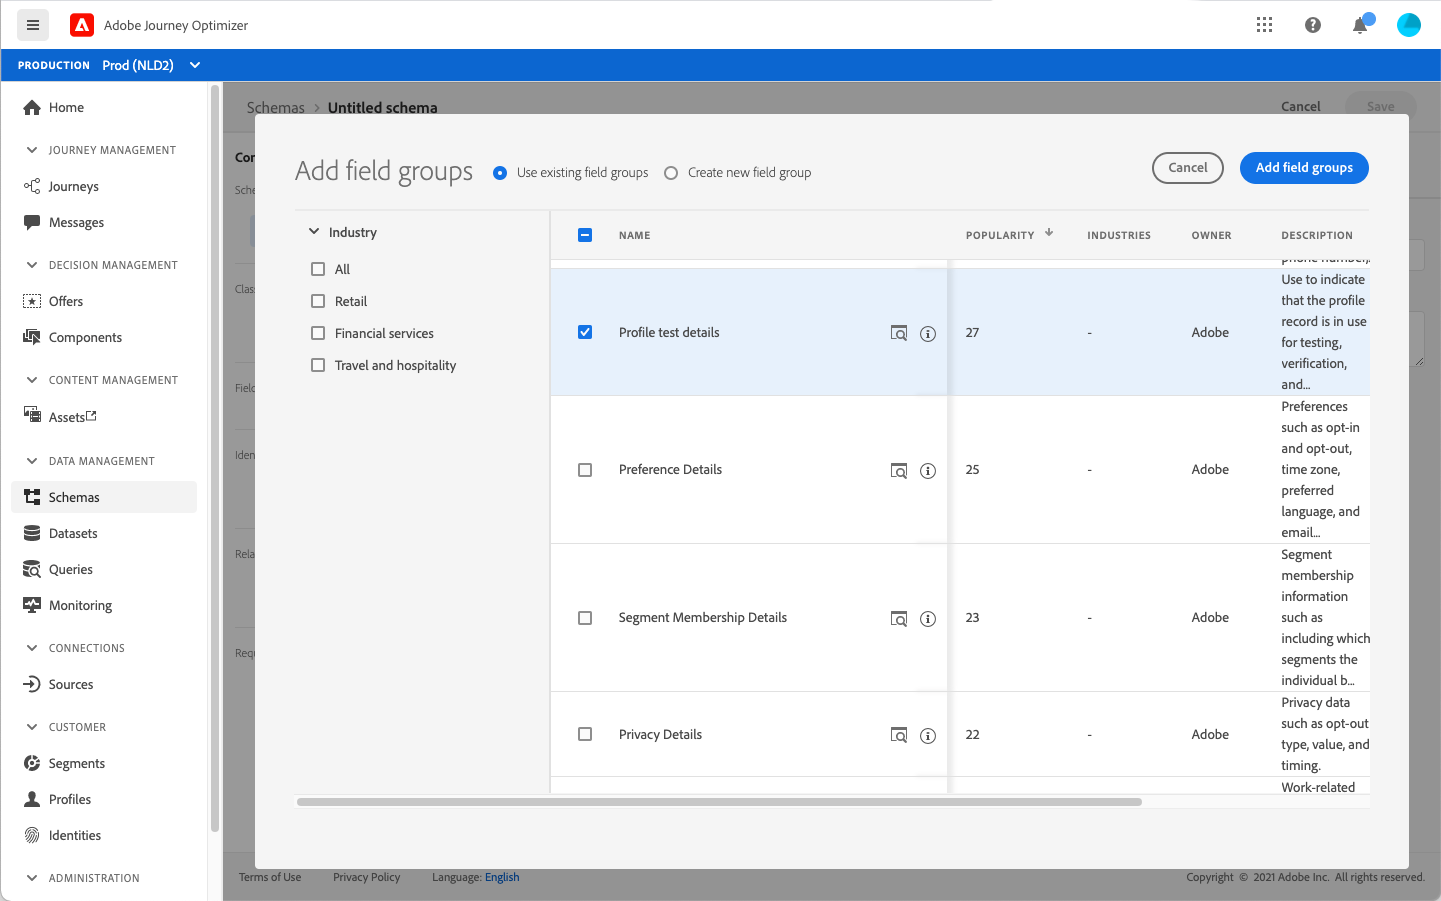 Adobe Journey Optimizer
PRODUCTION Prod (NLD2)
Home
JOURNEY MANAGEMENT
Journeys
Messages
DECISION MANAGEMENT
Offers
Components
CONTENT MANAGEMENT
Assets
DATA MANAGEMENT
Schemas
Datasets
Queries
Monitoring
CONNECTIONS
Sources
CUSTOMER
Segments
Profiles
Identities
ADMINISTRATION
Schemas > Untitled schema
Cancel Save
Add field groups
Use existing field groups
Create new field group
Cancel
Add field groups
Industry
All
Retail
Financial services
Travel and hospitality
NAME POPULARITY INDUSTRIES OWNER DESCRIPTION
phone number,
Profile test details 27 - Adobe
Use to indicate
that the profile
record is in use
for testing,
verification,
and...
Preference Details 25 - Adobe
Preferences
such as opt-in
and opt-out,
time zone,
preferred
language, and
email...
Segment Membership Details 23 - Adobe
Segment
membership
information
such as
including which
segments the
individual b...
Privacy Details 22 - Adobe
Privacy data
such as opt-out
type, value, and
timing.
Work-related
Terms of Use Privacy Policy Language: English
Copyright © 2021 Adobe Inc. All rights reserved.